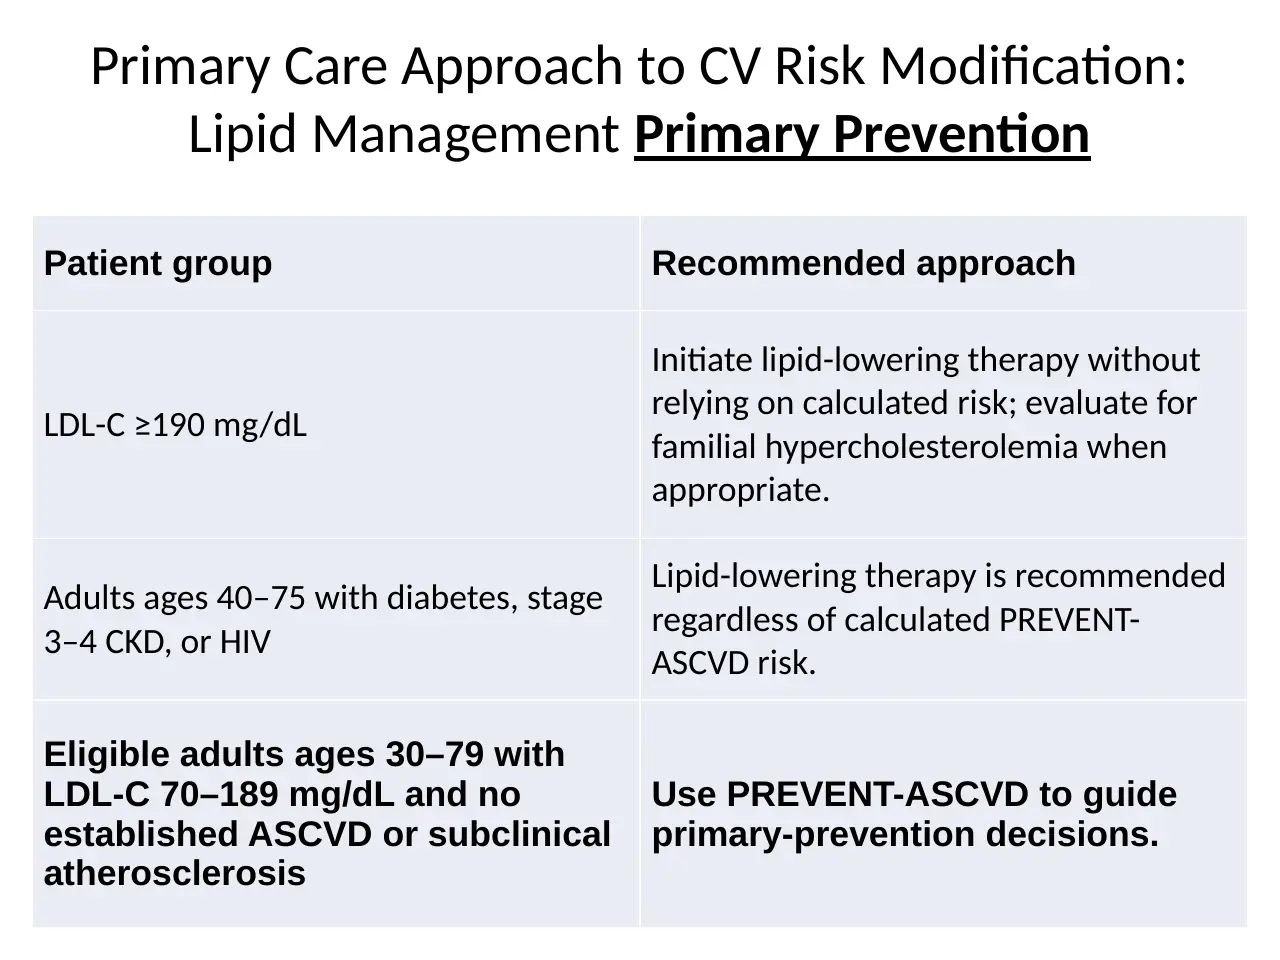 Primary Care Approach to CV Risk Modification:
Lipid Management Primary Prevention
Patient group
Recommended approach
LDL-C ≥190 mg/dL
Initiate lipid-lowering therapy without
relying on calculated risk; evaluate for
familial hypercholesterolemia when
appropriate.
Adults ages 40–75 with diabetes, stage
3–4 CKD, or HIV
Lipid-lowering therapy is recommended
regardless of calculated PREVENT-
ASCVD risk.
Eligible adults ages 30–79 with
LDL-C 70–189 mg/dL and no
established ASCVD or subclinical
atherosclerosis
Use PREVENT-ASCVD to guide
primary-prevention decisions.